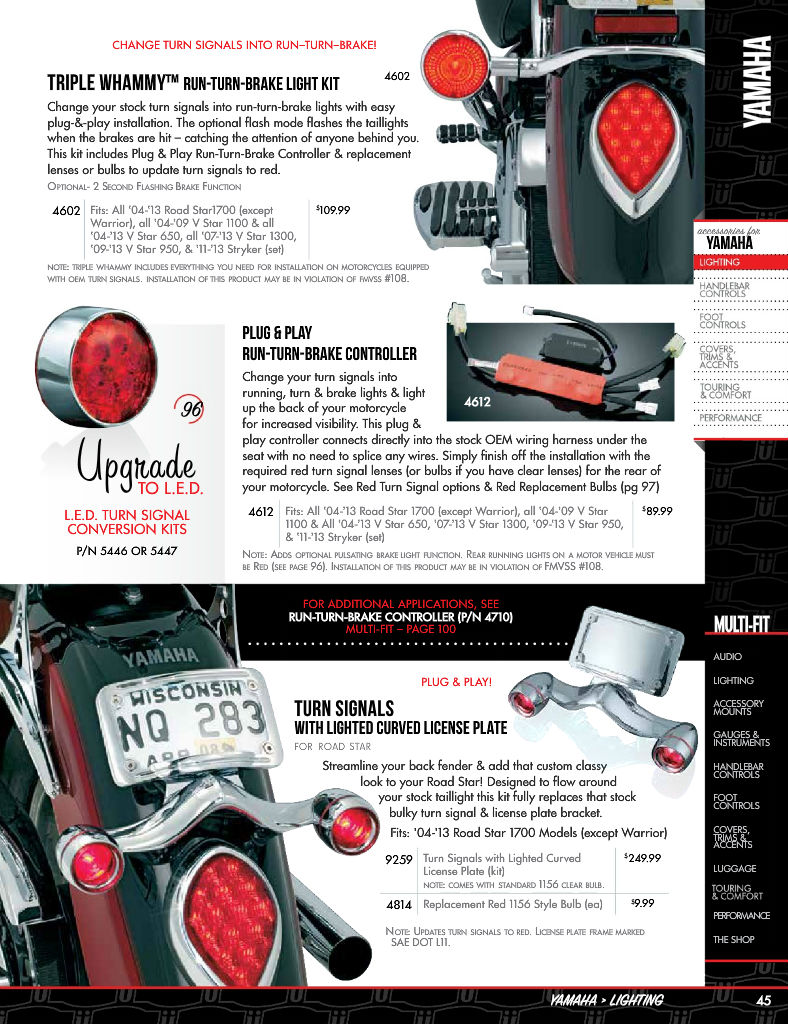 CHANGE TURN SIGNALS INTO RUN–TURN–BRAKE!
TRIPLE WHAMMY™ RUN-TURN-BRAKE LIGHT KIT
4602
Change your stock turn signals into run-turn-brake lights with easy
plug-&-play installation. The optional flash mode flashes the taillights
when the brakes are hit – catching the attention of anyone behind you.
This kit includes Plug & Play Run-Turn-Brake Controller & replacement
lenses or bulbs to update turn signals to red.
OPTIONAL- 2 SECOND FLASHING BRAKE FUNCTION
4602 Fits: All '04-'13 Road Star1700 (except $109.99
Warrior), all '04-'09 V Star 1100 & all
'04-'13 V Star 650, all '07-'13 V Star 1300,
'09-'13 V Star 950, & '11-'13 Stryker (set)
NOTE: TRIPLE WHAMMY INCLUDES EVERYTHING YOU NEED FOR INSTALLATION ON MOTORCYCLES EQUIPPED
WITH OEM TURN SIGNALS. INSTALLATION OF THIS PRODUCT MAY BE IN VIOLATION OF FMVSS #108.
96
Upgrade
TO L.E.D.
L.E.D. TURN SIGNAL
CONVERSION KITS
P/N 5446 OR 5447
PLUG & PLAY
RUN-TURN-BRAKE CONTROLLER
4612
Change your turn signals into
running, turn & brake lights & light
up the back of your motorcycle
for increased visibility. This plug &
play controller connects directly into the stock OEM wiring harness under the
seat with no need to splice any wires. Simply finish off the installation with the
required red turn signal lenses (or bulbs if you have clear lenses) for the rear of
your motorcycle. See Red Turn Signal options & Red Replacement Bulbs (pg 97)
4612 Fits: All '04-'13 Road Star 1700 (except Warrior), all '04-'09 V Star $89.99
1100 & All '04-'13 V Star 650, '07-'13 V Star 1300, '09-'13 V Star 950,
& '11-'13 Stryker (set)
NOTE: ADDS OPTIONAL PULSATING BRAKE LIGHT FUNCTION. REAR RUNNING LIGHTS ON A MOTOR VEHICLE MUST
BE RED (SEE PAGE 96). INSTALLATION OF THIS PRODUCT MAY BE IN VIOLATION OF FMVSS #108.
FOR ADDITIONAL APPLICATIONS, SEE
RUN-TURN-BRAKE CONTROLLER (P/N 4710)
MULTI-FIT – PAGE 100
YAMAHA
WISCONSIN
NQ 283
APR 08
PLUG & PLAY!
TURN SIGNALS
WITH LIGHTED CURVED LICENSE PLATE
FOR ROAD STAR
Streamline your back fender & add that custom classy
look to your Road Star! Designed to flow around
your stock taillight this kit fully replaces that stock
bulky turn signal & license plate bracket.
Fits: '04-'13 Road Star 1700 Models (except Warrior)
9259 Turn Signals with Lighted Curved $249.99
License Plate (kit)
NOTE: COMES WITH STANDARD 1156 CLEAR BULB.
4814 Replacement Red 1156 Style Bulb (ea) $9.99
NOTE: UPDATES TURN SIGNALS TO RED. LICENSE PLATE FRAME MARKED
SAE DOT L11.
YAMAHA
accessories for
YAMAHA
LIGHTING
HANDLEBAR
CONTROLS
FOOT
CONTROLS
COVERS,
TRIMS &
ACCENTS
TOURING
& COMFORT
PERFORMANCE
MULTI-FIT
AUDIO
LIGHTING
ACCESSORY
MOUNTS
GAUGES &
INSTRUMENTS
HANDLEBAR
CONTROLS
FOOT
CONTROLS
COVERS,
TRIMS &
ACCENTS
LUGGAGE
TOURING
& COMFORT
PERFORMANCE
THE SHOP
YAMAHA > LIGHTING 45